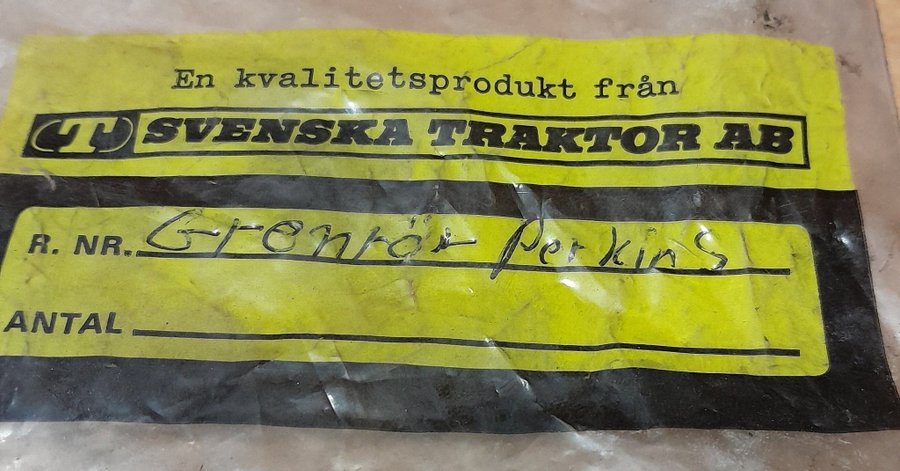 En kvalitetsprodukt från
SVENSKA TRAKTOR AB
R. NR. Grenrör Perkins
ANTAL